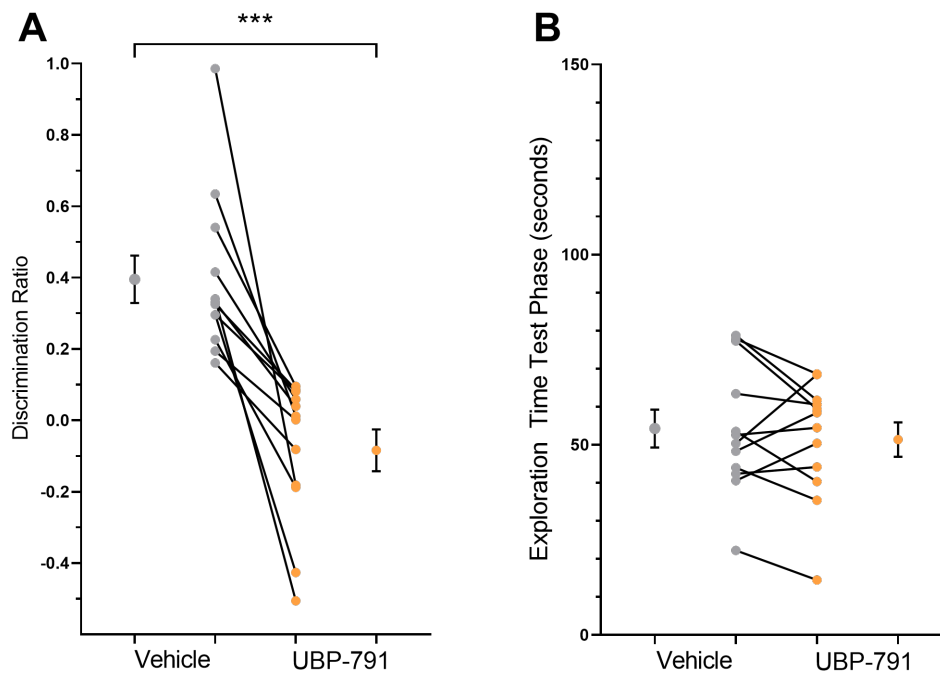 A
***
1.0
0.8
0.6
0.4
0.2
0.0
-0.2
-0.4
Discrimination Ratio
Vehicle
UBP-791
B
150
100
50
0
Exploration Time Test Phase (seconds)
Vehicle
UBP-791